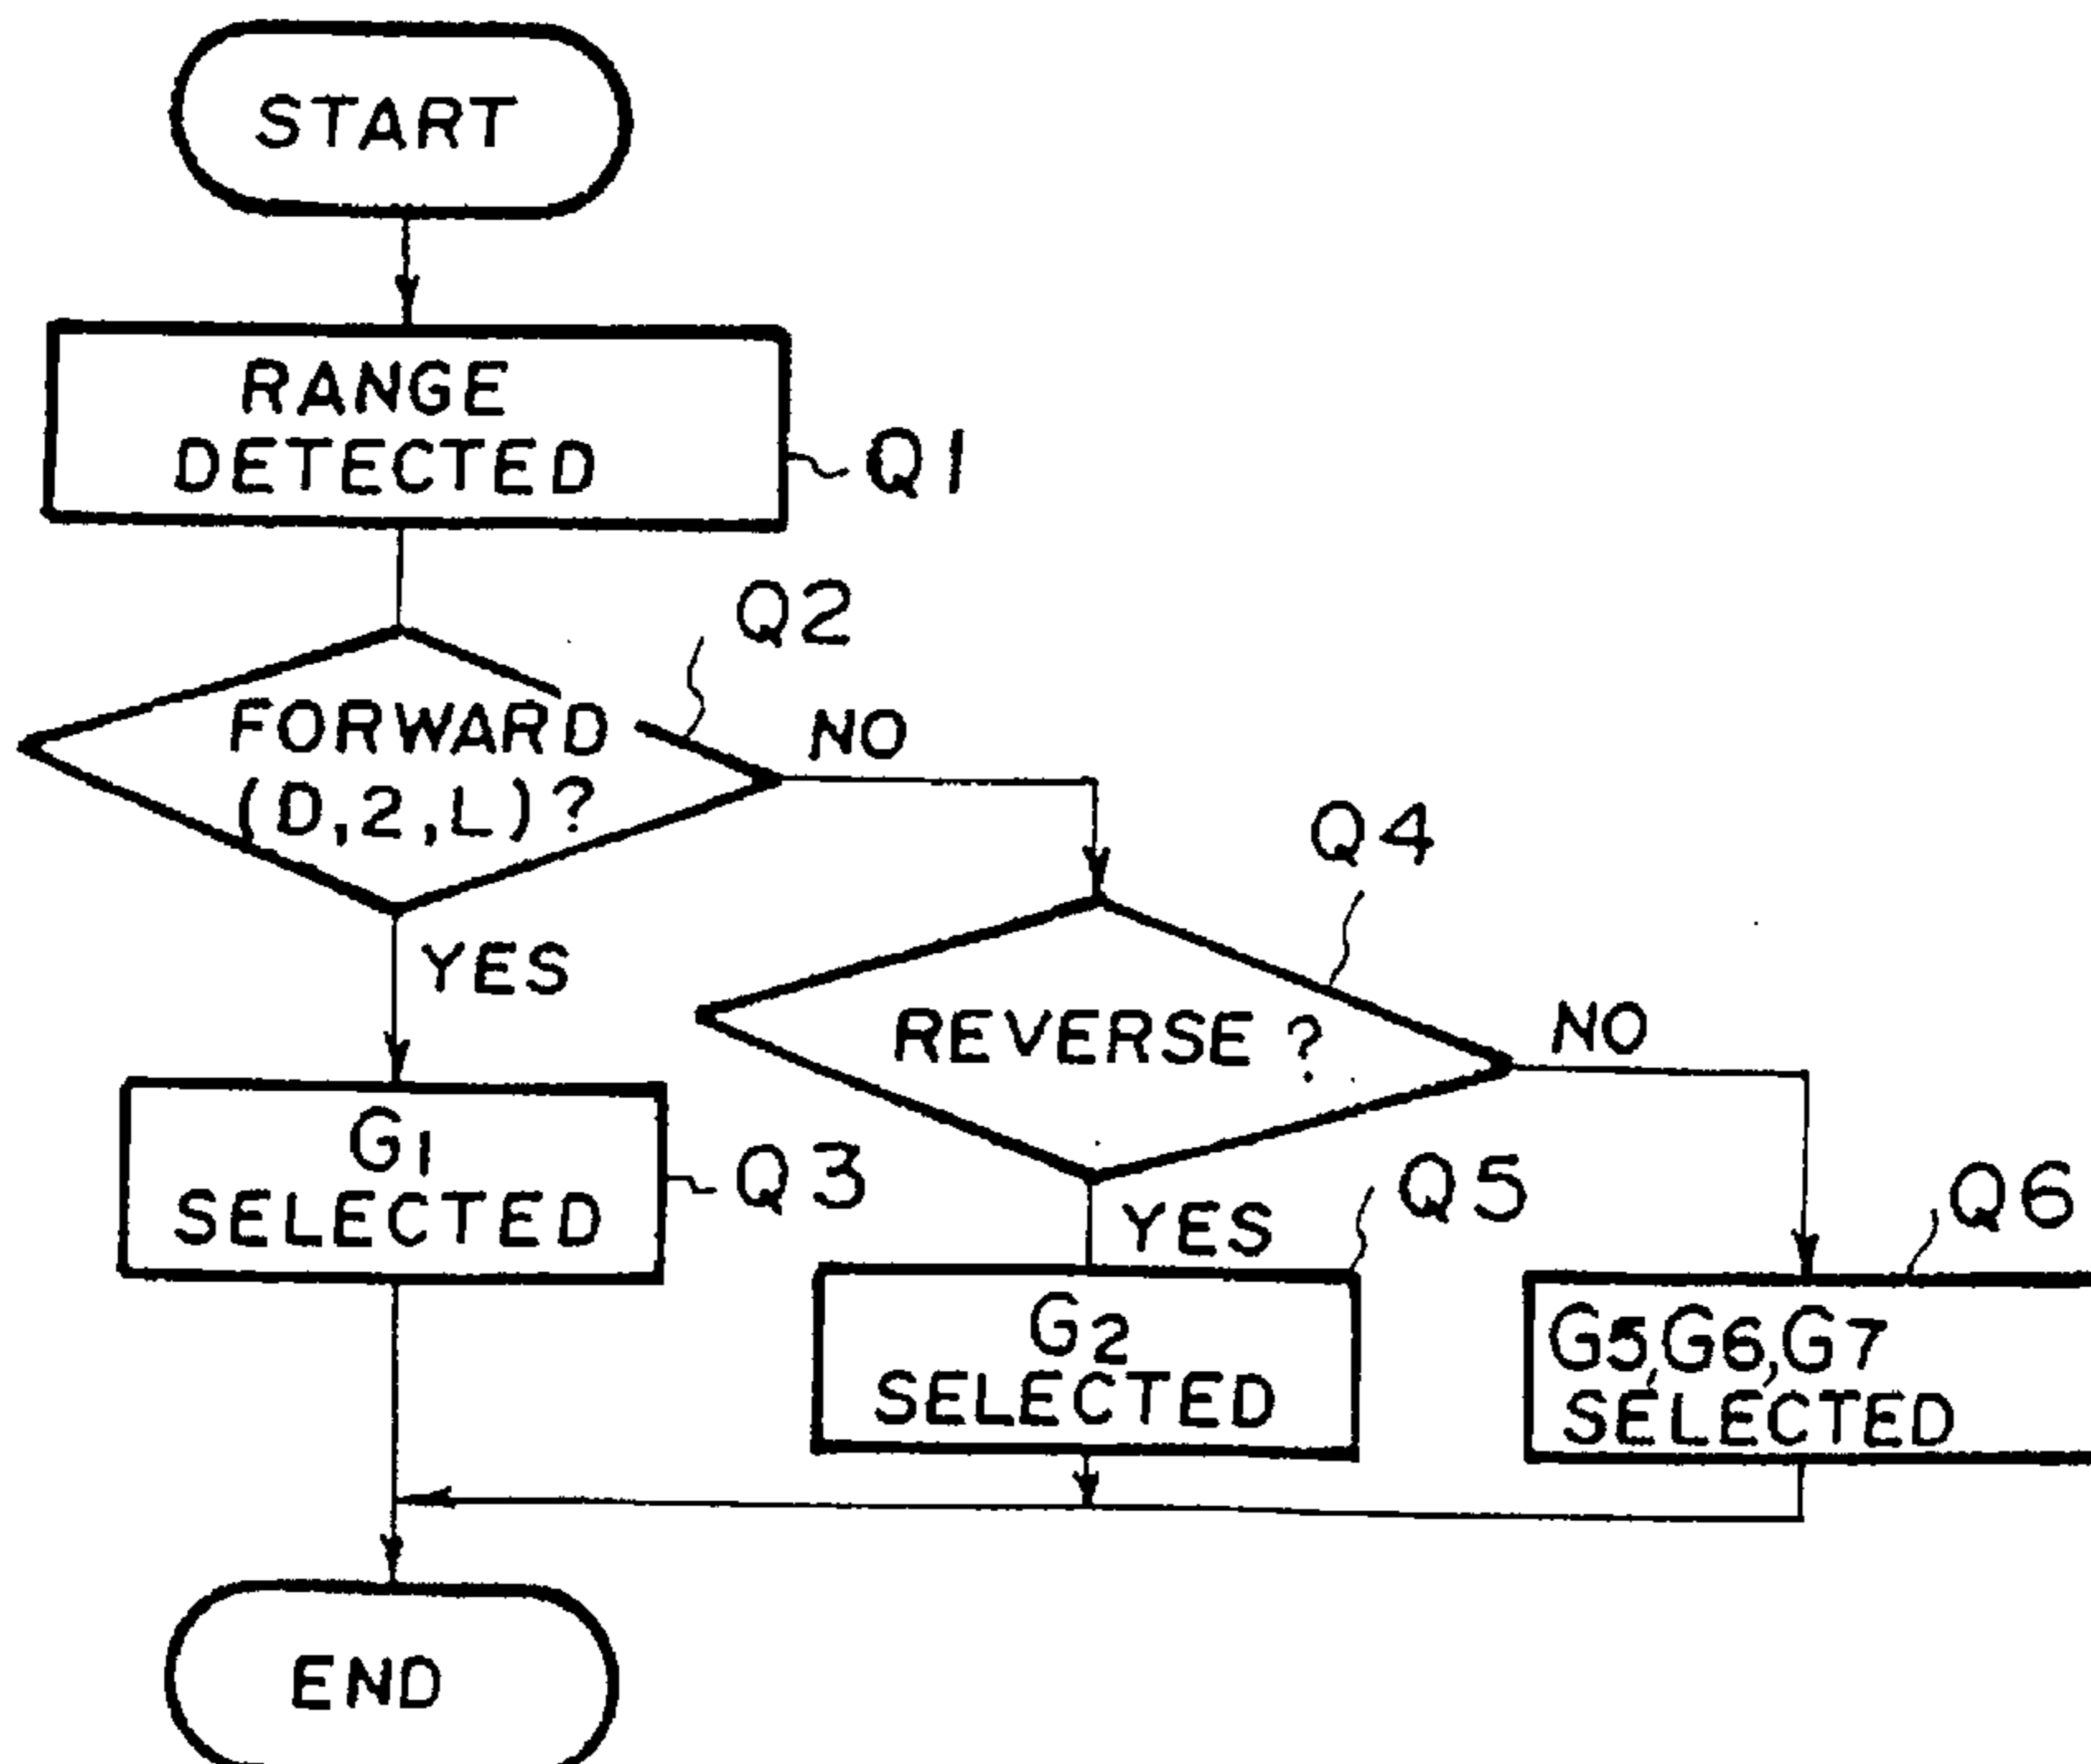 START
RANGE
DETECTED
Q1
Q2
FORWARD
(D,2,L)?
NO
Q4
YES
REVERSE ?
NO
G1
SELECTED
Q3
YES
Q5
Q6
G2
SELECTED
G5,G6,G7
SELECTED
END